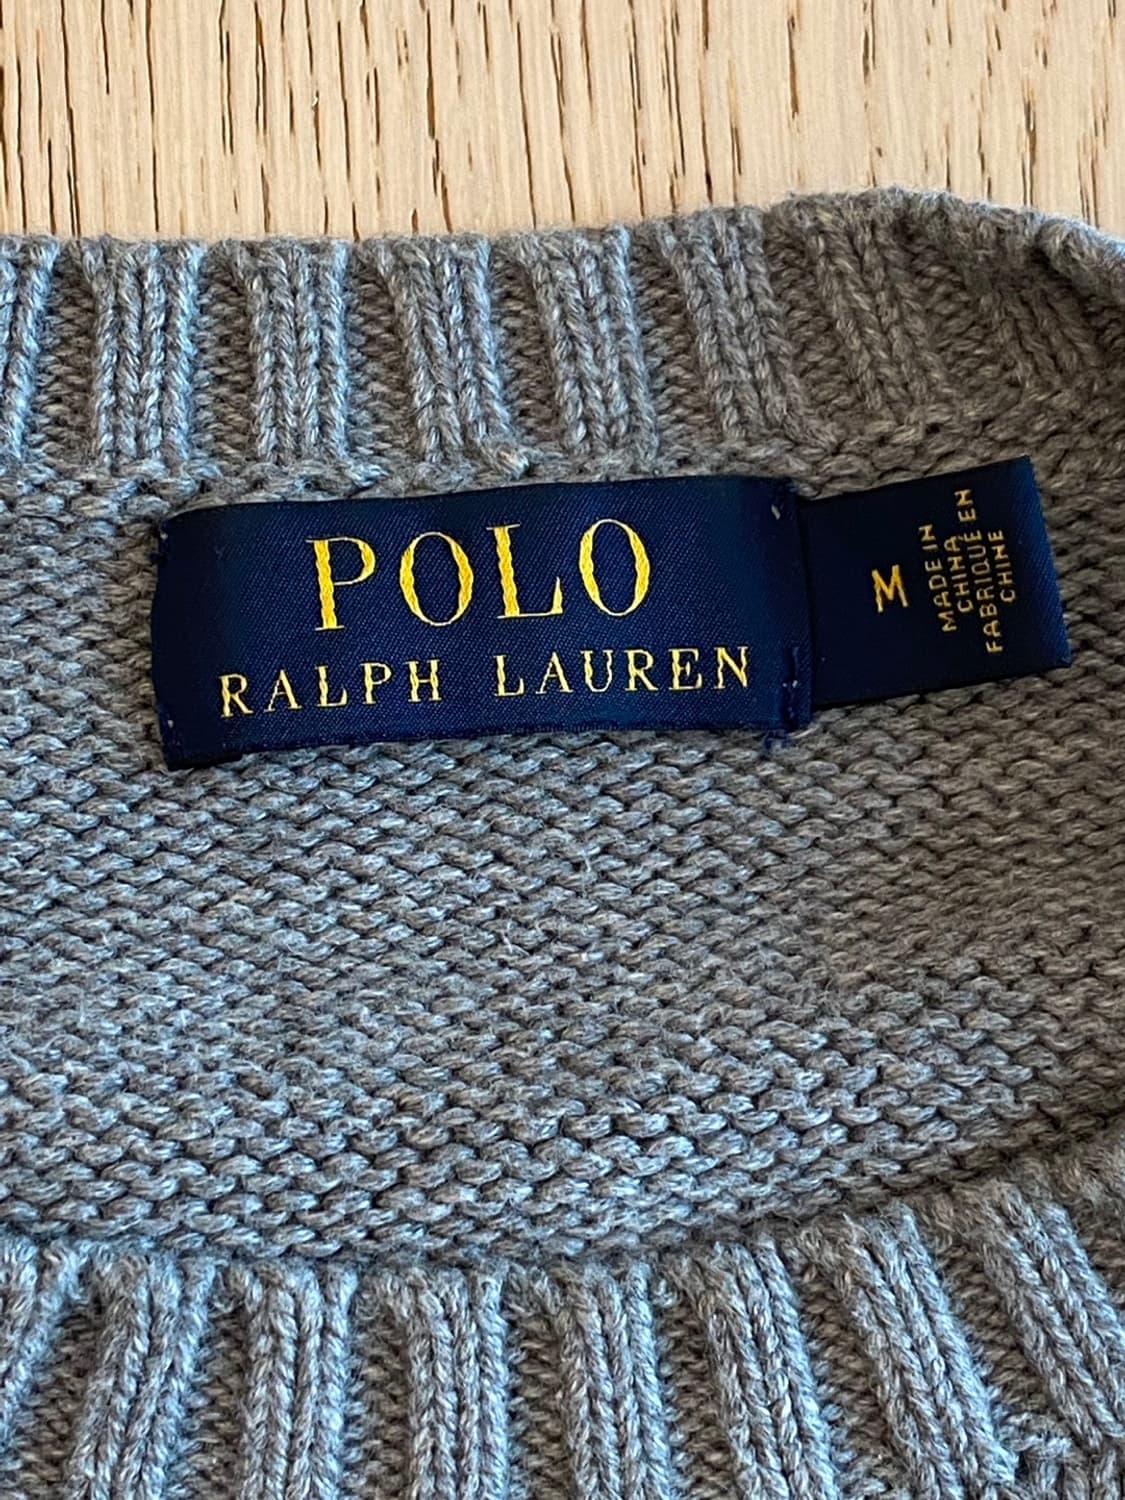 POLO
RALPH LAUREN
M
MADE IN
CHINA
FABRIQUÉ EN
CHINE